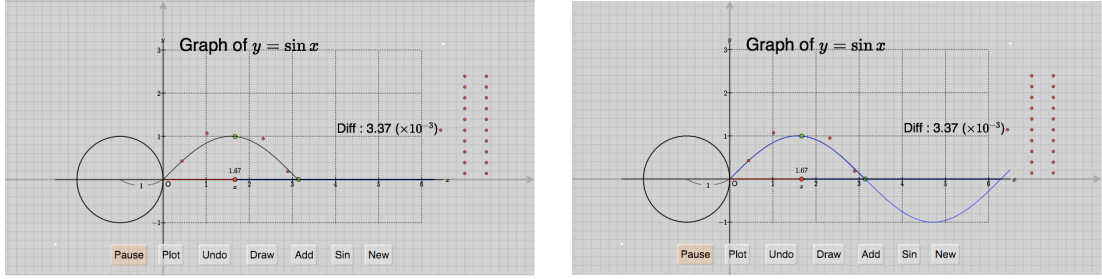 y
Graph of y = sin x
3
2
Diff : 3.37 (×10⁻³)
1
1.67
1
O
1
x
2
3
4
5
6
x
−1
Pause Plot Undo Draw Add Sin New
y
Graph of y = sin x
3
2
Diff : 3.37 (×10⁻³)
1
1.67
1
O
1
x
2
3
4
5
6
x
−1
Pause Plot Undo Draw Add Sin New